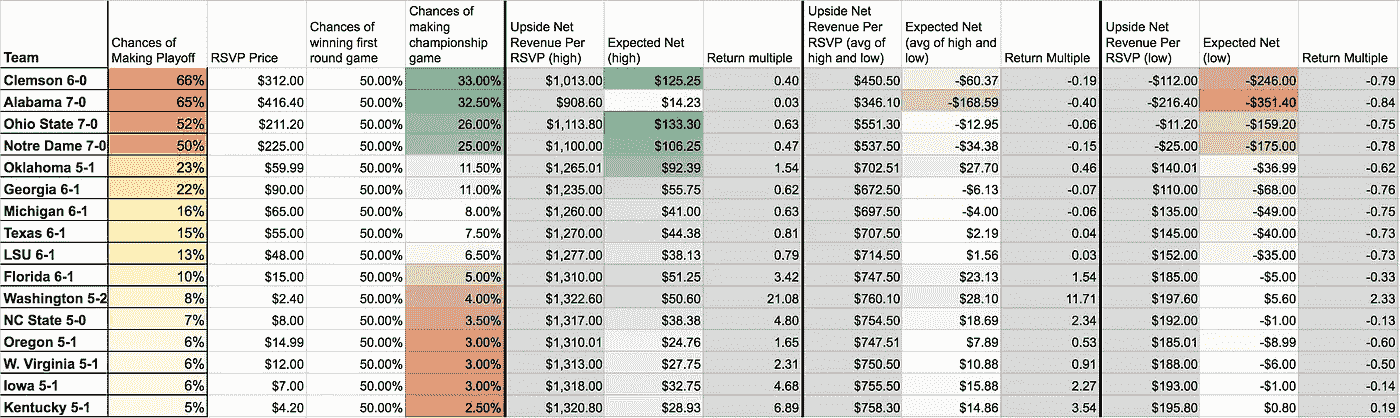 Team | Chances of Making Playoff | RSVP Price | Chances of winning first round game | Chances of making championship game | Upside Net Revenue Per RSVP (high) | Expected Net (high) | Return multiple | Upside Net Revenue Per RSVP (avg of high and low) | Expected Net (avg of high and low) | Return Multiple | Upside Net Revenue Per RSVP (low) | Expected Net (low) | Return Multiple
Clemson 6-0 | 66% | $312.00 | 50.00% | 33.00% | $1,013.00 | $125.25 | 0.40 | $450.50 | -$60.37 | -0.19 | -$112.00 | -$246.00 | -0.79
Alabama 7-0 | 65% | $416.40 | 50.00% | 32.50% | $908.60 | $14.23 | 0.03 | $346.10 | -$168.59 | -0.40 | -$216.40 | -$351.40 | -0.84
Ohio State 7-0 | 52% | $211.20 | 50.00% | 26.00% | $1,113.80 | $133.30 | 0.63 | $551.30 | -$12.95 | -0.06 | -$11.20 | -$159.20 | -0.75
Notre Dame 7-0 | 50% | $225.00 | 50.00% | 25.00% | $1,100.00 | $106.25 | 0.47 | $537.50 | -$34.38 | -0.15 | -$25.00 | -$175.00 | -0.78
Oklahoma 5-1 | 23% | $59.99 | 50.00% | 11.50% | $1,265.01 | $92.39 | 1.54 | $702.51 | $27.70 | 0.46 | $140.01 | -$36.99 | -0.62
Georgia 6-1 | 22% | $90.00 | 50.00% | 11.00% | $1,235.00 | $55.75 | 0.62 | $672.50 | -$6.13 | -0.07 | $110.00 | -$68.00 | -0.76
Michigan 6-1 | 16% | $65.00 | 50.00% | 8.00% | $1,260.00 | $41.00 | 0.63 | $697.50 | -$4.00 | -0.06 | $135.00 | -$49.00 | -0.75
Texas 6-1 | 15% | $55.00 | 50.00% | 7.50% | $1,270.00 | $44.38 | 0.81 | $707.50 | $2.19 | 0.04 | $145.00 | -$40.00 | -0.73
LSU 6-1 | 13% | $48.00 | 50.00% | 6.50% | $1,277.00 | $38.13 | 0.79 | $714.50 | $1.56 | 0.03 | $152.00 | -$35.00 | -0.73
Florida 6-1 | 10% | $15.00 | 50.00% | 5.00% | $1,310.00 | $51.25 | 3.42 | $747.50 | $23.13 | 1.54 | $185.00 | -$5.00 | -0.33
Washington 5-2 | 8% | $2.40 | 50.00% | 4.00% | $1,322.60 | $50.60 | 21.08 | $760.10 | $28.10 | 11.71 | $197.60 | $5.60 | 2.33
NC State 5-0 | 7% | $8.00 | 50.00% | 3.50% | $1,317.00 | $38.38 | 4.80 | $754.50 | $18.69 | 2.34 | $192.00 | -$1.00 | -0.13
Oregon 5-1 | 6% | $14.99 | 50.00% | 3.00% | $1,310.01 | $24.76 | 1.65 | $747.51 | $7.89 | 0.53 | $185.01 | -$8.99 | -0.60
W. Virginia 5-1 | 6% | $12.00 | 50.00% | 3.00% | $1,313.00 | $27.75 | 2.31 | $750.50 | $10.88 | 0.91 | $188.00 | -$6.00 | -0.50
Iowa 5-1 | 6% | $7.00 | 50.00% | 3.00% | $1,318.00 | $32.75 | 4.68 | $755.50 | $15.88 | 2.27 | $193.00 | -$1.00 | -0.14
Kentucky 5-1 | 5% | $4.20 | 50.00% | 2.50% | $1,320.80 | $28.93 | 6.89 | $758.30 | $14.86 | 3.54 | $195.80 | $0.80 | 0.19